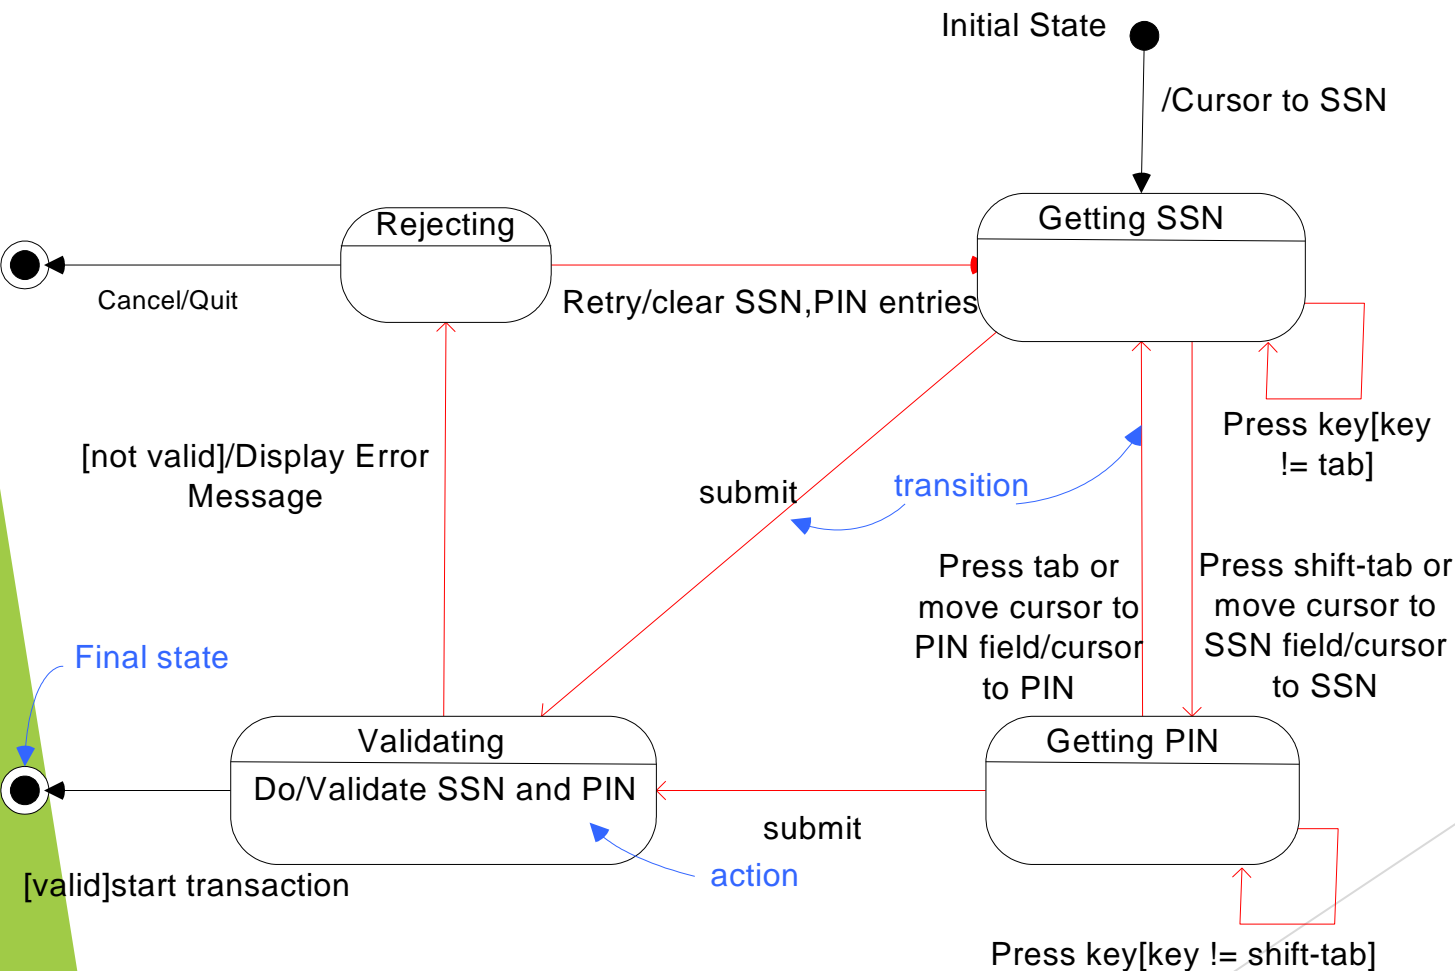 Initial State
/Cursor to SSN
Rejecting
Getting SSN
Cancel/Quit
Retry/clear SSN,PIN entries
Press key[key
!= tab]
[not valid]/Display Error
Message
submit
transition
Press tab or
move cursor to
PIN field/cursor
to PIN
Press shift-tab or
move cursor to
SSN field/cursor
to SSN
Final state
Validating
Do/Validate SSN and PIN
Getting PIN
submit
action
[valid]start transaction
Press key[key != shift-tab]